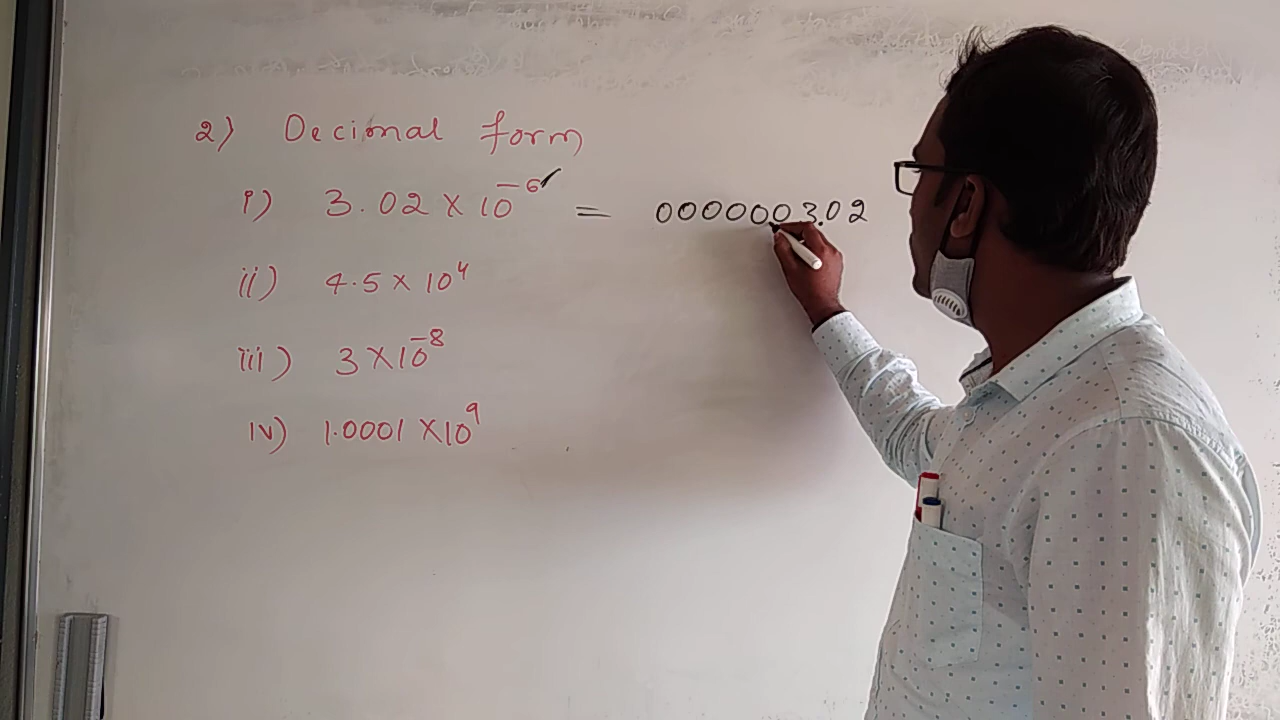 2) Decimal form
i) 3.02 × 10⁻⁶ = 0000003.02
ii) 4.5 × 10⁴
iii) 3 × 10⁻⁸
iv) 1.0001 × 10⁹